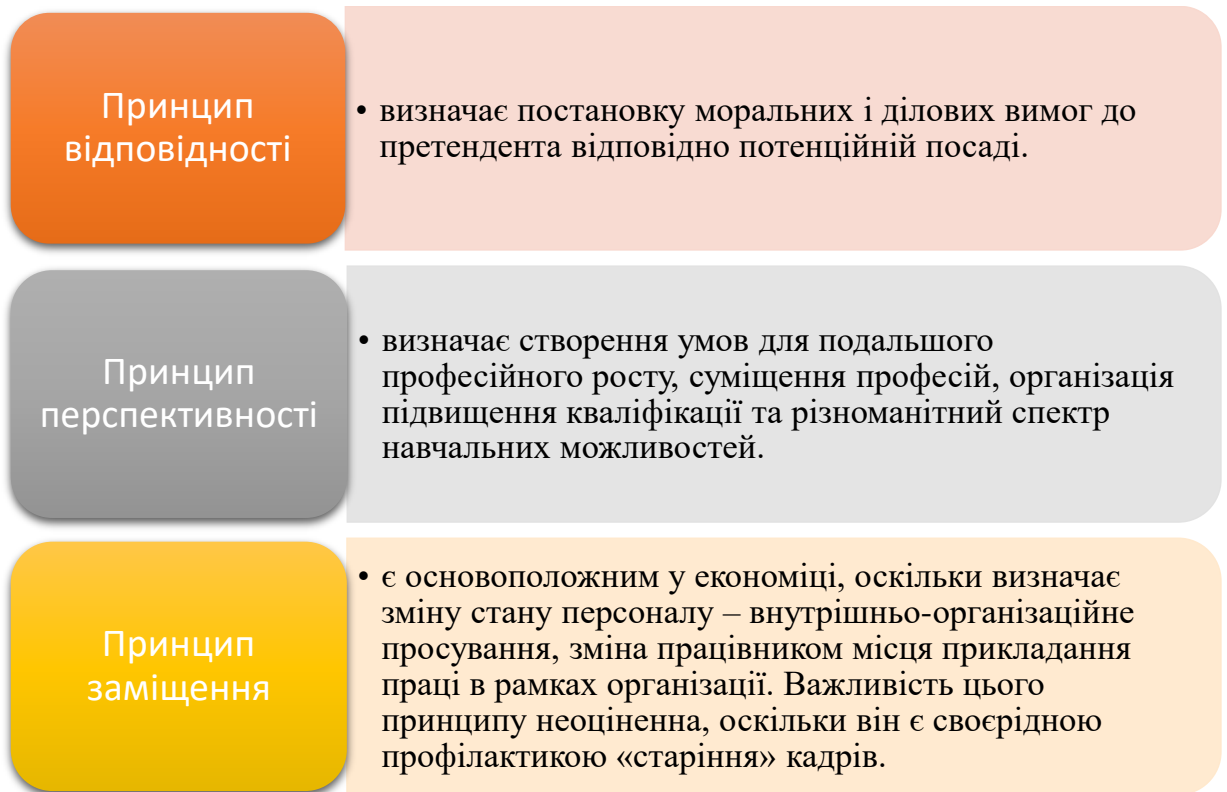 Принцип
відповідності
• визначає постановку моральних і ділових вимог до
претендента відповідно потенційній посаді.
Принцип
перспективності
• визначає створення умов для подальшого
професійного росту, суміщення професій, організація
підвищення кваліфікації та різноманітний спектр
навчальних можливостей.
Принцип
заміщення
• є основоположним у економіці, оскільки визначає
зміну стану персоналу – внутрішньо-організаційне
просування, зміна працівником місця прикладання
праці в рамках організації. Важливість цього
принципу неоціненна, оскільки він є своєрідною
профілактикою «старіння» кадрів.